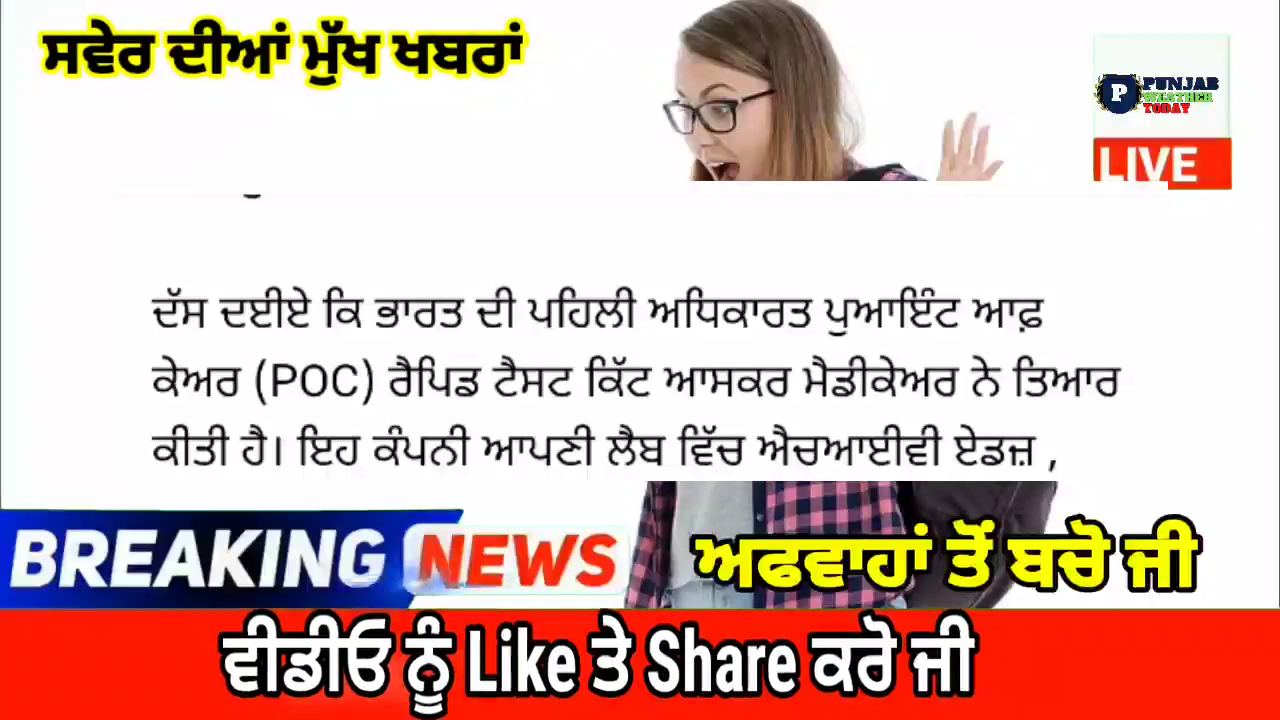 ਸਵੇਰ ਦੀਆਂ ਮੁੱਖ ਖਬਰਾਂ
P PUNJAB
WEATHER
TODAY
LIVE
ਦੱਸ ਦਈਏ ਕਿ ਭਾਰਤ ਦੀ ਪਹਿਲੀ ਅਧਿਕਾਰਤ ਪੁਆਇੰਟ ਆਫ਼
ਕੇਅਰ (POC) ਰੈਪਿਡ ਟੈਸਟ ਕਿੱਟ ਆਸਕਰ ਮੈਡੀਕੇਅਰ ਨੇ ਤਿਆਰ
ਕੀਤੀ ਹੈ। ਇਹ ਕੰਪਨੀ ਆਪਣੀ ਲੈਬ ਵਿੱਚ ਐਚਆਈਵੀ ਏਡਜ਼ ,
BREAKING NEWS
ਅਫਵਾਹਾਂ ਤੋਂ ਬਚੋ ਜੀ
ਵੀਡੀਓ ਨੂੰ Like ਤੇ Share ਕਰੋ ਜੀ